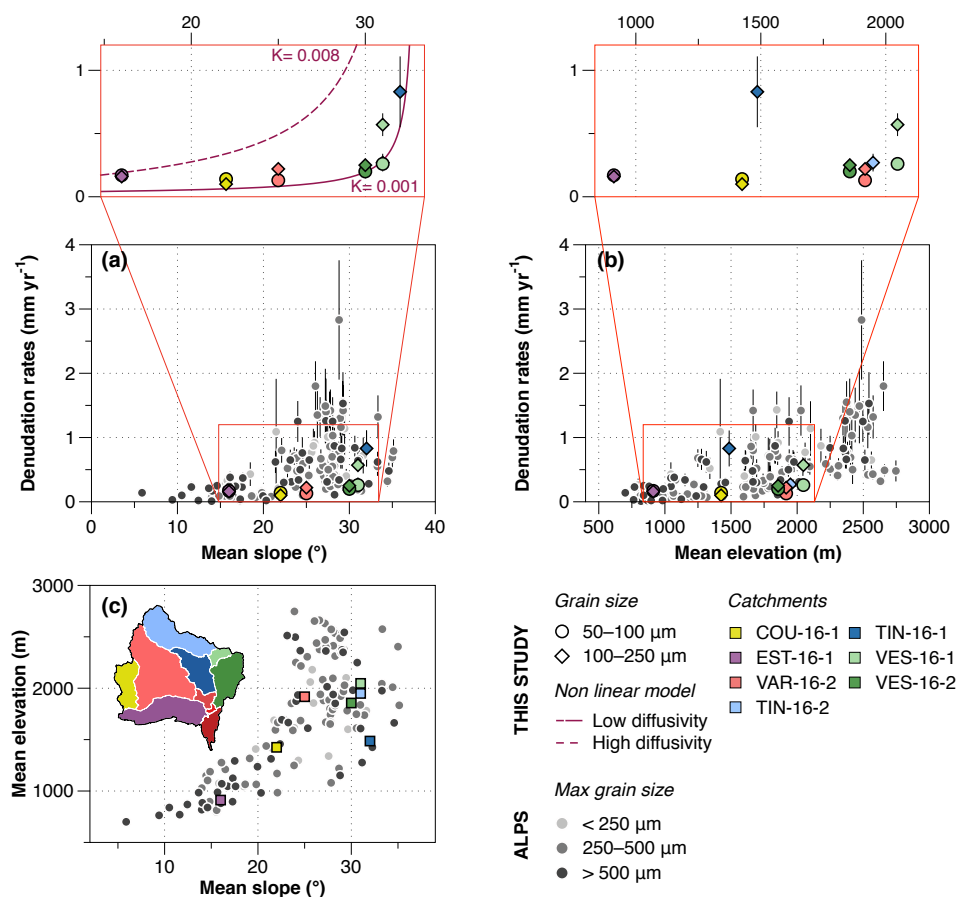 20
30
1000
1500
2000
1
0
K= 0.008
K= 0.001
1
0
4
3
2
1
0
(a)
Denudation rates (mm yr⁻¹)
0
10
20
30
40
Mean slope (°)
4
3
2
1
0
(b)
Denudation rates (mm yr⁻¹)
500
1000
1500
2000
2500
3000
Mean elevation (m)
3000
2000
1000
(c)
Mean elevation (m)
10
20
30
Mean slope (°)
THIS STUDY
Grain size
50–100 µm
100–250 µm
Non linear model
Low diffusivity
High diffusivity
Catchments
COU-16-1
EST-16-1
VAR-16-2
TIN-16-2
TIN-16-1
VES-16-1
VES-16-2
ALPS
Max grain size
< 250 µm
250–500 µm
> 500 µm